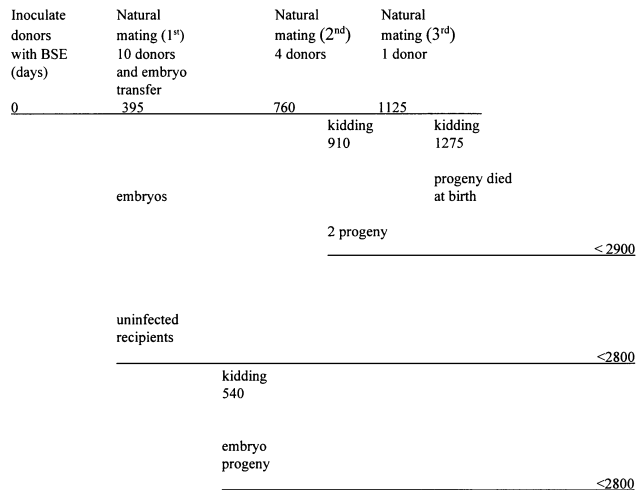 Inoculate
donors
with BSE
(days)
Natural
mating (1st)
10 donors
and embryo
transfer
Natural
mating (2nd)
4 donors
Natural
mating (3rd)
1 donor
0 395 760 1125
kidding
910
kidding
1275
progeny died
at birth
embryos
2 progeny
< 2900
uninfected
recipients
<2800
kidding
540
embryo
progeny
<2800